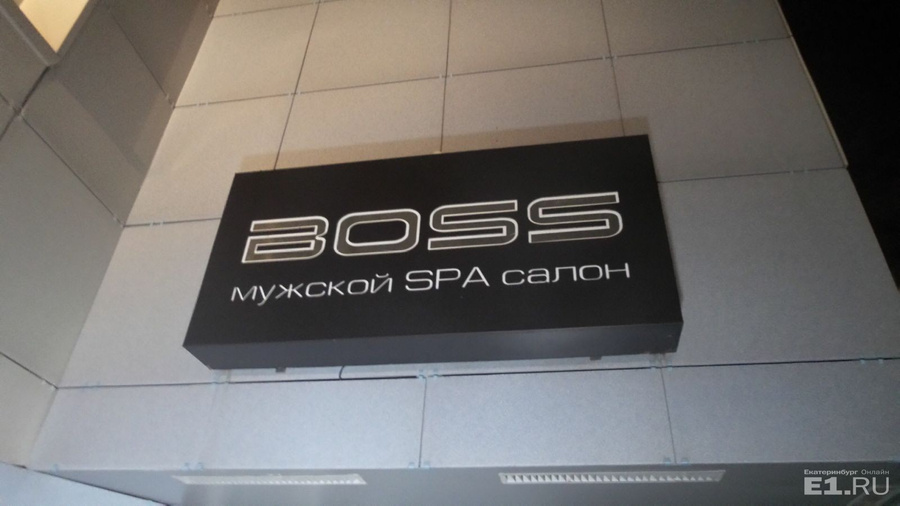 BOSS
мужской SPA салон
Екатеринбург Онлайн
E1.RU